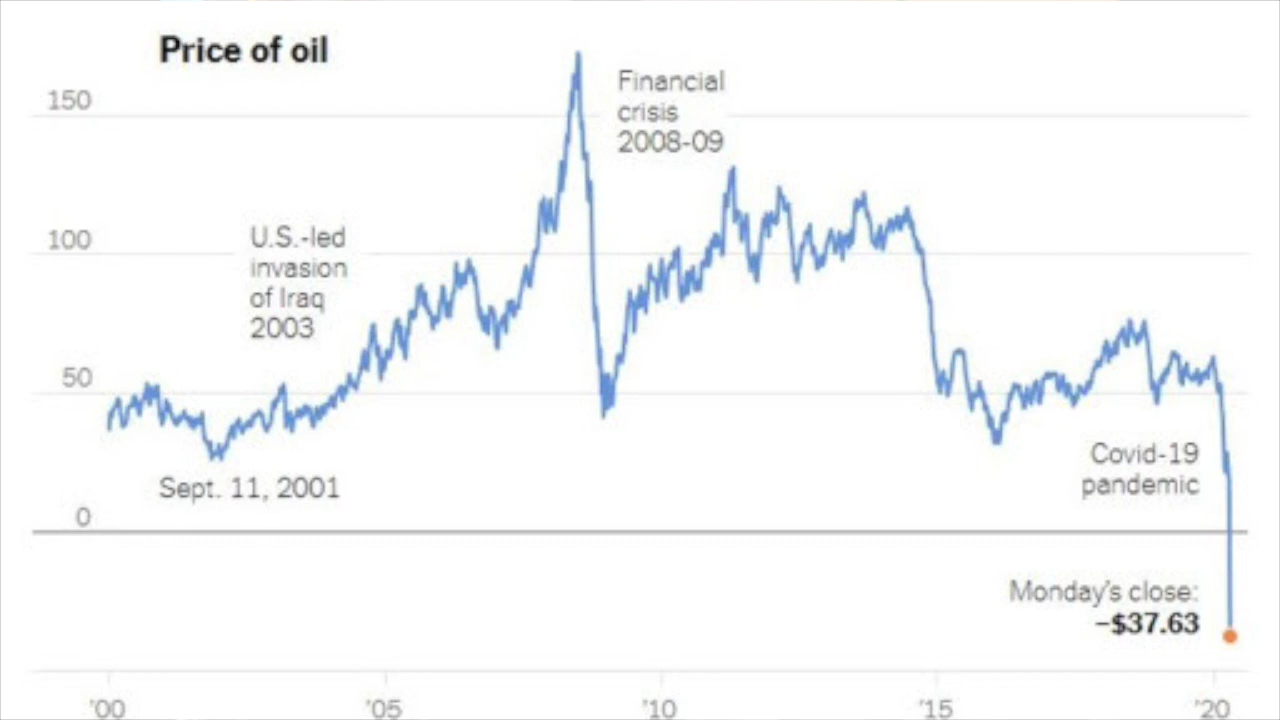 Price of oil
150
Financial
crisis
2008-09
100
U.S.-led
invasion
of Iraq
2003
50
Covid-19
pandemic
Sept. 11, 2001
0
Monday's close:
–$37.63
'00
'05
'10
'15
'20